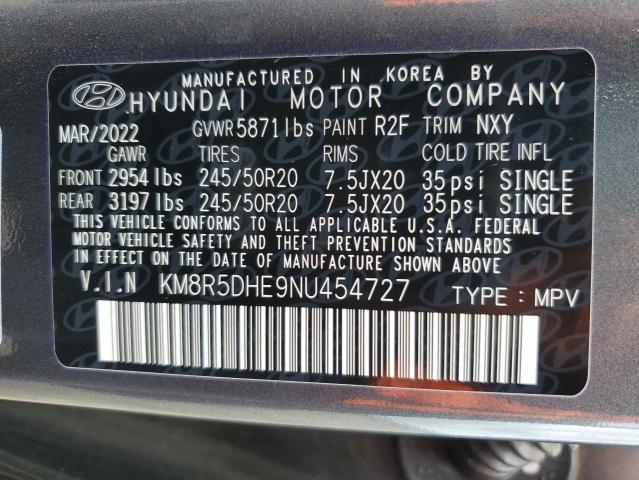 MANUFACTURED IN KOREA BY
HYUNDAI MOTOR COMPANY
MAR/2022 GVWR 5871lbs PAINT R2F TRIM NXY
GAWR TIRES RIMS COLD TIRE INFL
FRONT 2954 lbs 245/50R20 7.5JX20 35psi SINGLE
REAR 3197 lbs 245/50R20 7.5JX20 35psi SINGLE
THIS VEHICLE CONFORMS TO ALL APPLICABLE U.S.A. FEDERAL
MOTOR VEHICLE SAFETY AND THEFT PREVENTION STANDARDS
IN EFFECT ON THE DATE OF MANUFACTURE SHOWN ABOVE
V.I.N KM8R5DHE9NU454727 TYPE : MPV